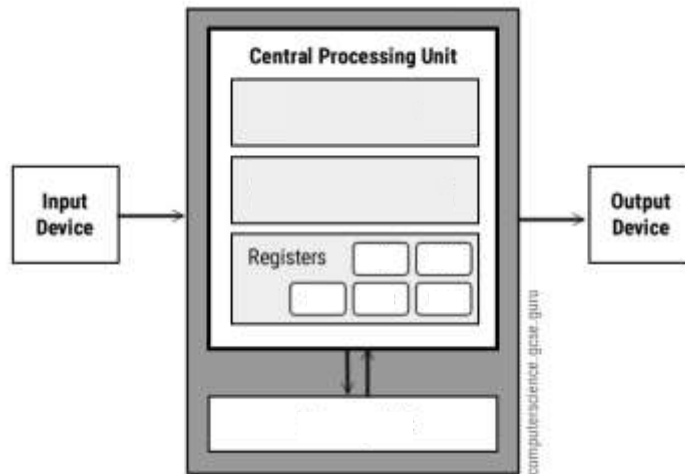 Central Processing Unit
Input
Device
Output
Device
Registers
computerscience.gcse.guru